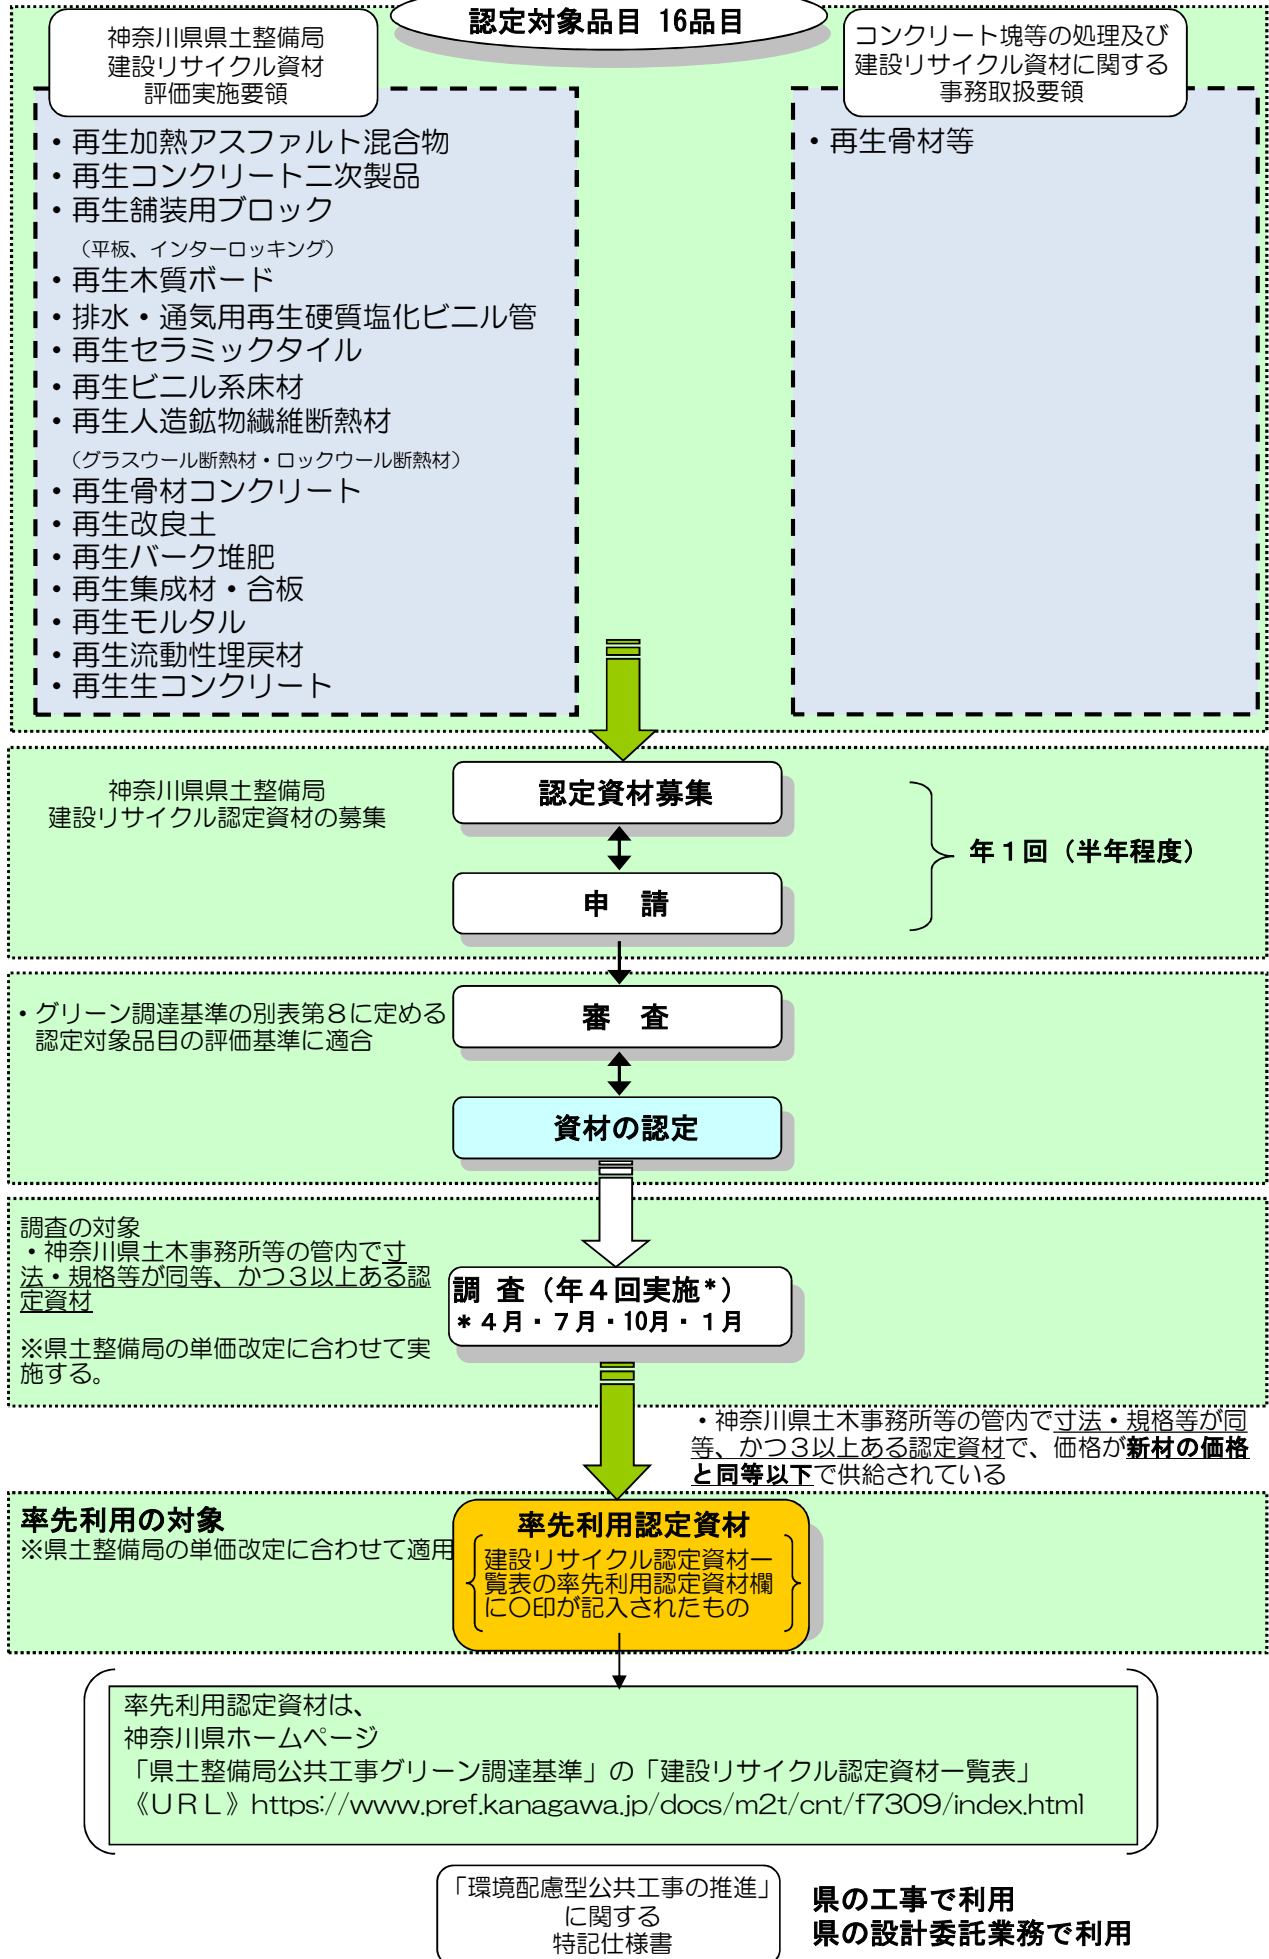 認定対象品目 16品目
神奈川県県土整備局
建設リサイクル資材
評価実施要領
・再生加熱アスファルト混合物
・再生コンクリート二次製品
・再生舗装用ブロック
（平板、インターロッキング）
・再生木質ボード
・排水・通気用再生硬質塩化ビニル管
・再生セラミックタイル
・再生ビニル系床材
・再生人造鉱物繊維断熱材
（グラスウール断熱材・ロックウール断熱材）
・再生骨材コンクリート
・再生改良土
・再生バーク堆肥
・再生集成材・合板
・再生モルタル
・再生流動性埋戻材
・再生生コンクリート
コンクリート塊等の処理及び
建設リサイクル資材に関する
事務取扱要領
・再生骨材等
神奈川県県土整備局
建設リサイクル認定資材の募集
認定資材募集
申　請
年１回（半年程度）
・グリーン調達基準の別表第８に定める
認定対象品目の評価基準に適合
審　査
資材の認定
調査の対象
・神奈川県土木事務所等の管内で寸
法・規格等が同等、かつ３以上ある認
定資材
※県土整備局の単価改定に合わせて実
施する。
調 査（年４回実施*）
*４月・７月・10月・１月
・神奈川県土木事務所等の管内で寸法・規格等が同
等、かつ３以上ある認定資材で、価格が新材の価格
と同等以下で供給されている
率先利用の対象
※県土整備局の単価改定に合わせて適用
率先利用認定資材
建設リサイクル認定資材一
覧表の率先利用認定資材欄
に〇印が記入されたもの
率先利用認定資材は、
神奈川県ホームページ
「県土整備局公共工事グリーン調達基準」の「建設リサイクル認定資材一覧表」
《ＵＲＬ》https://www.pref.kanagawa.jp/docs/m2t/cnt/f7309/index.html
「環境配慮型公共工事の推進」
に関する
特記仕様書
県の工事で利用
県の設計委託業務で利用